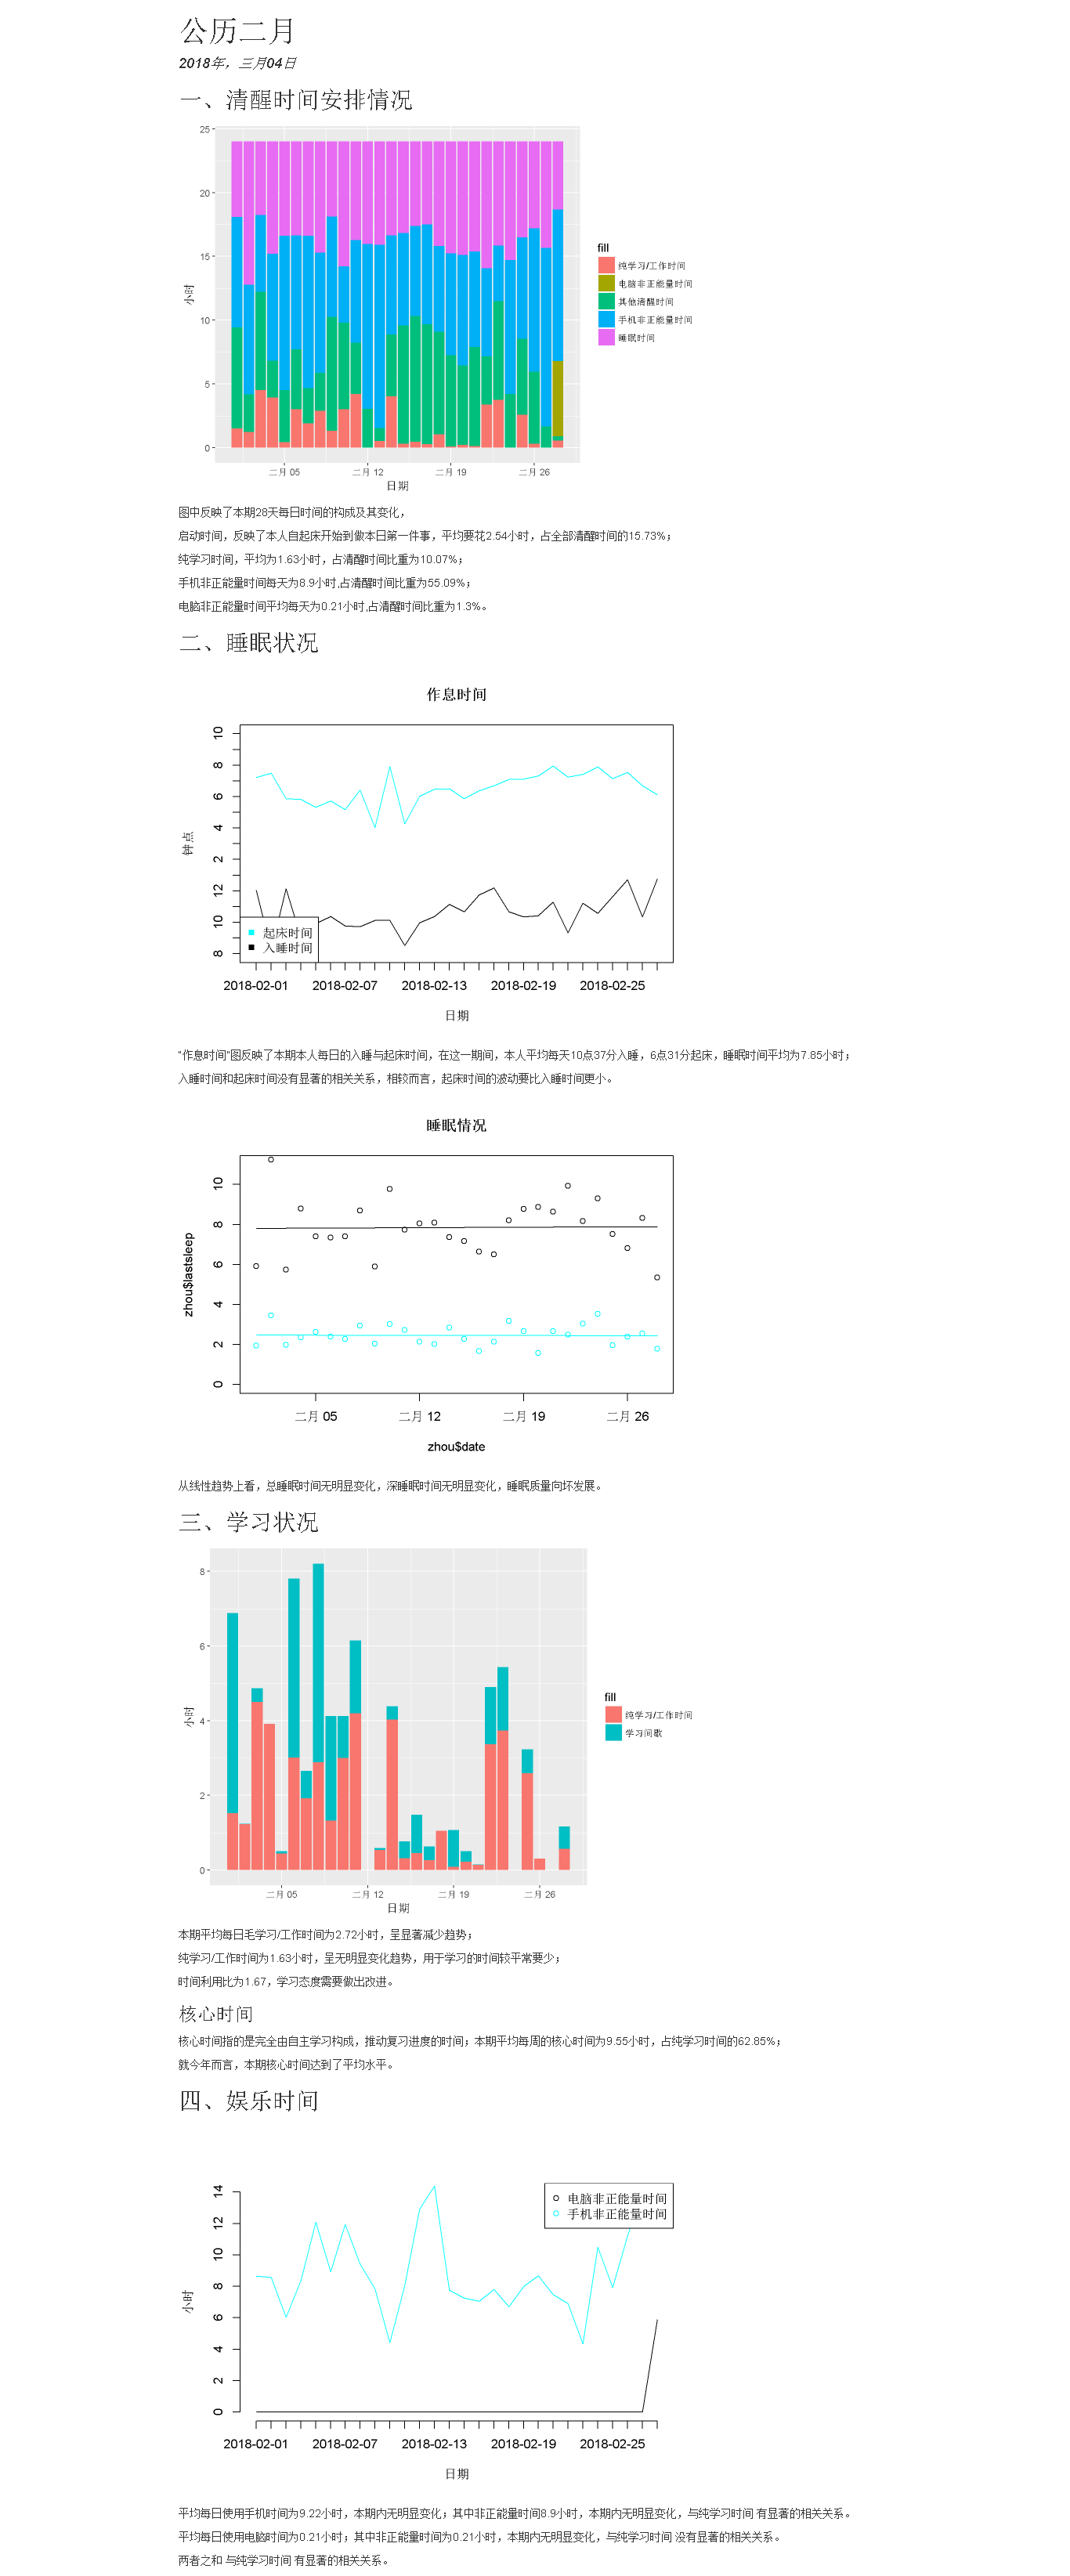 公历二月
2018年，三月04日
一、清醒时间安排情况
25
20
15
10
5
0
小时
二月 05
二月 12
二月 19
二月 26
日期
fill
纯学习/工作时间
电脑非正能量时间
其他清醒时间
手机非正能量时间
睡眠时间
图中反映了本期28天每日时间的构成及其变化，
启动时间，反映了本人自起床开始到做本日第一件事，平均要花2.54小时，占全部清醒时间的15.73%；
纯学习时间，平均为1.63小时，占清醒时间比重为10.07%；
手机非正能量时间每天为8.9小时,占清醒时间比重为55.09%；
电脑非正能量时间平均每天为0.21小时,占清醒时间比重为1.3%。
二、睡眠状况
作息时间
10
8
6
4
2
12
10
8
钟点
起床时间
入睡时间
2018-02-01
2018-02-07
2018-02-13
2018-02-19
2018-02-25
日期
"作息时间"图反映了本期本人每日的入睡与起床时间，在这一期间，本人平均每天10点37分入睡，6点31分起床，睡眠时间平均为7.85小时；
入睡时间和起床时间没有显著的相关关系，相较而言，起床时间的波动要比入睡时间更小。
睡眠情况
10
8
6
4
2
0
zhou$lastsleep
二月 05
二月 12
二月 19
二月 26
zhou$date
从线性趋势上看，总睡眠时间无明显变化，深睡眠时间无明显变化，睡眠质量向坏发展。
三、学习状况
8
6
4
2
0
小时
二月 05
二月 12
二月 19
二月 26
日期
fill
纯学习/工作时间
学习间歇
本期平均每日毛学习/工作时间为2.72小时，呈显著减少趋势；
纯学习/工作时间为1.63小时，呈无明显变化趋势，用于学习的时间较平常要少；
时间利用比为1.67，学习态度需要做出改进。
核心时间
核心时间指的是完全由自主学习构成，推动复习进度的时间；本期平均每周的核心时间为9.55小时，占纯学习时间的62.85%；
就今年而言，本期核心时间达到了平均水平。
四、娱乐时间
14
12
10
8
6
4
2
0
小时
电脑非正能量时间
手机非正能量时间
2018-02-01
2018-02-07
2018-02-13
2018-02-19
2018-02-25
日期
平均每日使用手机时间为9.22小时，本期内无明显变化；其中非正能量时间8.9小时，本期内无明显变化，与纯学习时间 有显著的相关关系。
平均每日使用电脑时间为0.21小时；其中非正能量时间为0.21小时，本期内无明显变化，与纯学习时间 没有显著的相关关系。
两者之和 与纯学习时间 有显著的相关关系。